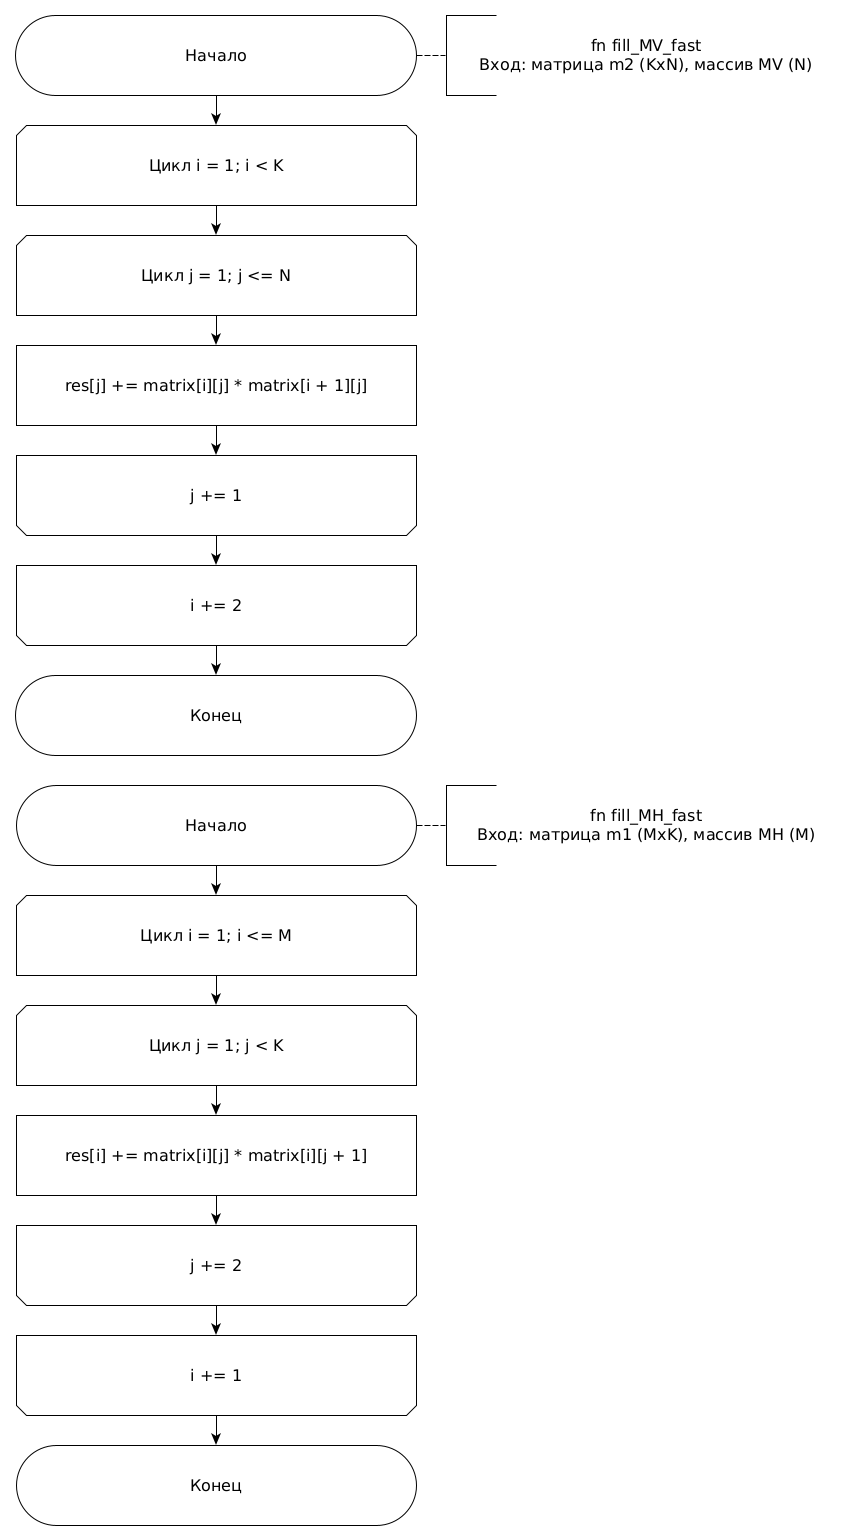 Начало
fn fill_MV_fast
Вход: матрица m2 (KxN), массив MV (N)
Цикл i = 1; i < K
Цикл j = 1; j <= N
res[j] += matrix[i][j] * matrix[i + 1][j]
j += 1
i += 2
Конец
Начало
fn fill_MH_fast
Вход: матрица m1 (MxK), массив MH (M)
Цикл i = 1; i <= M
Цикл j = 1; j < K
res[i] += matrix[i][j] * matrix[i][j + 1]
j += 2
i += 1
Конец